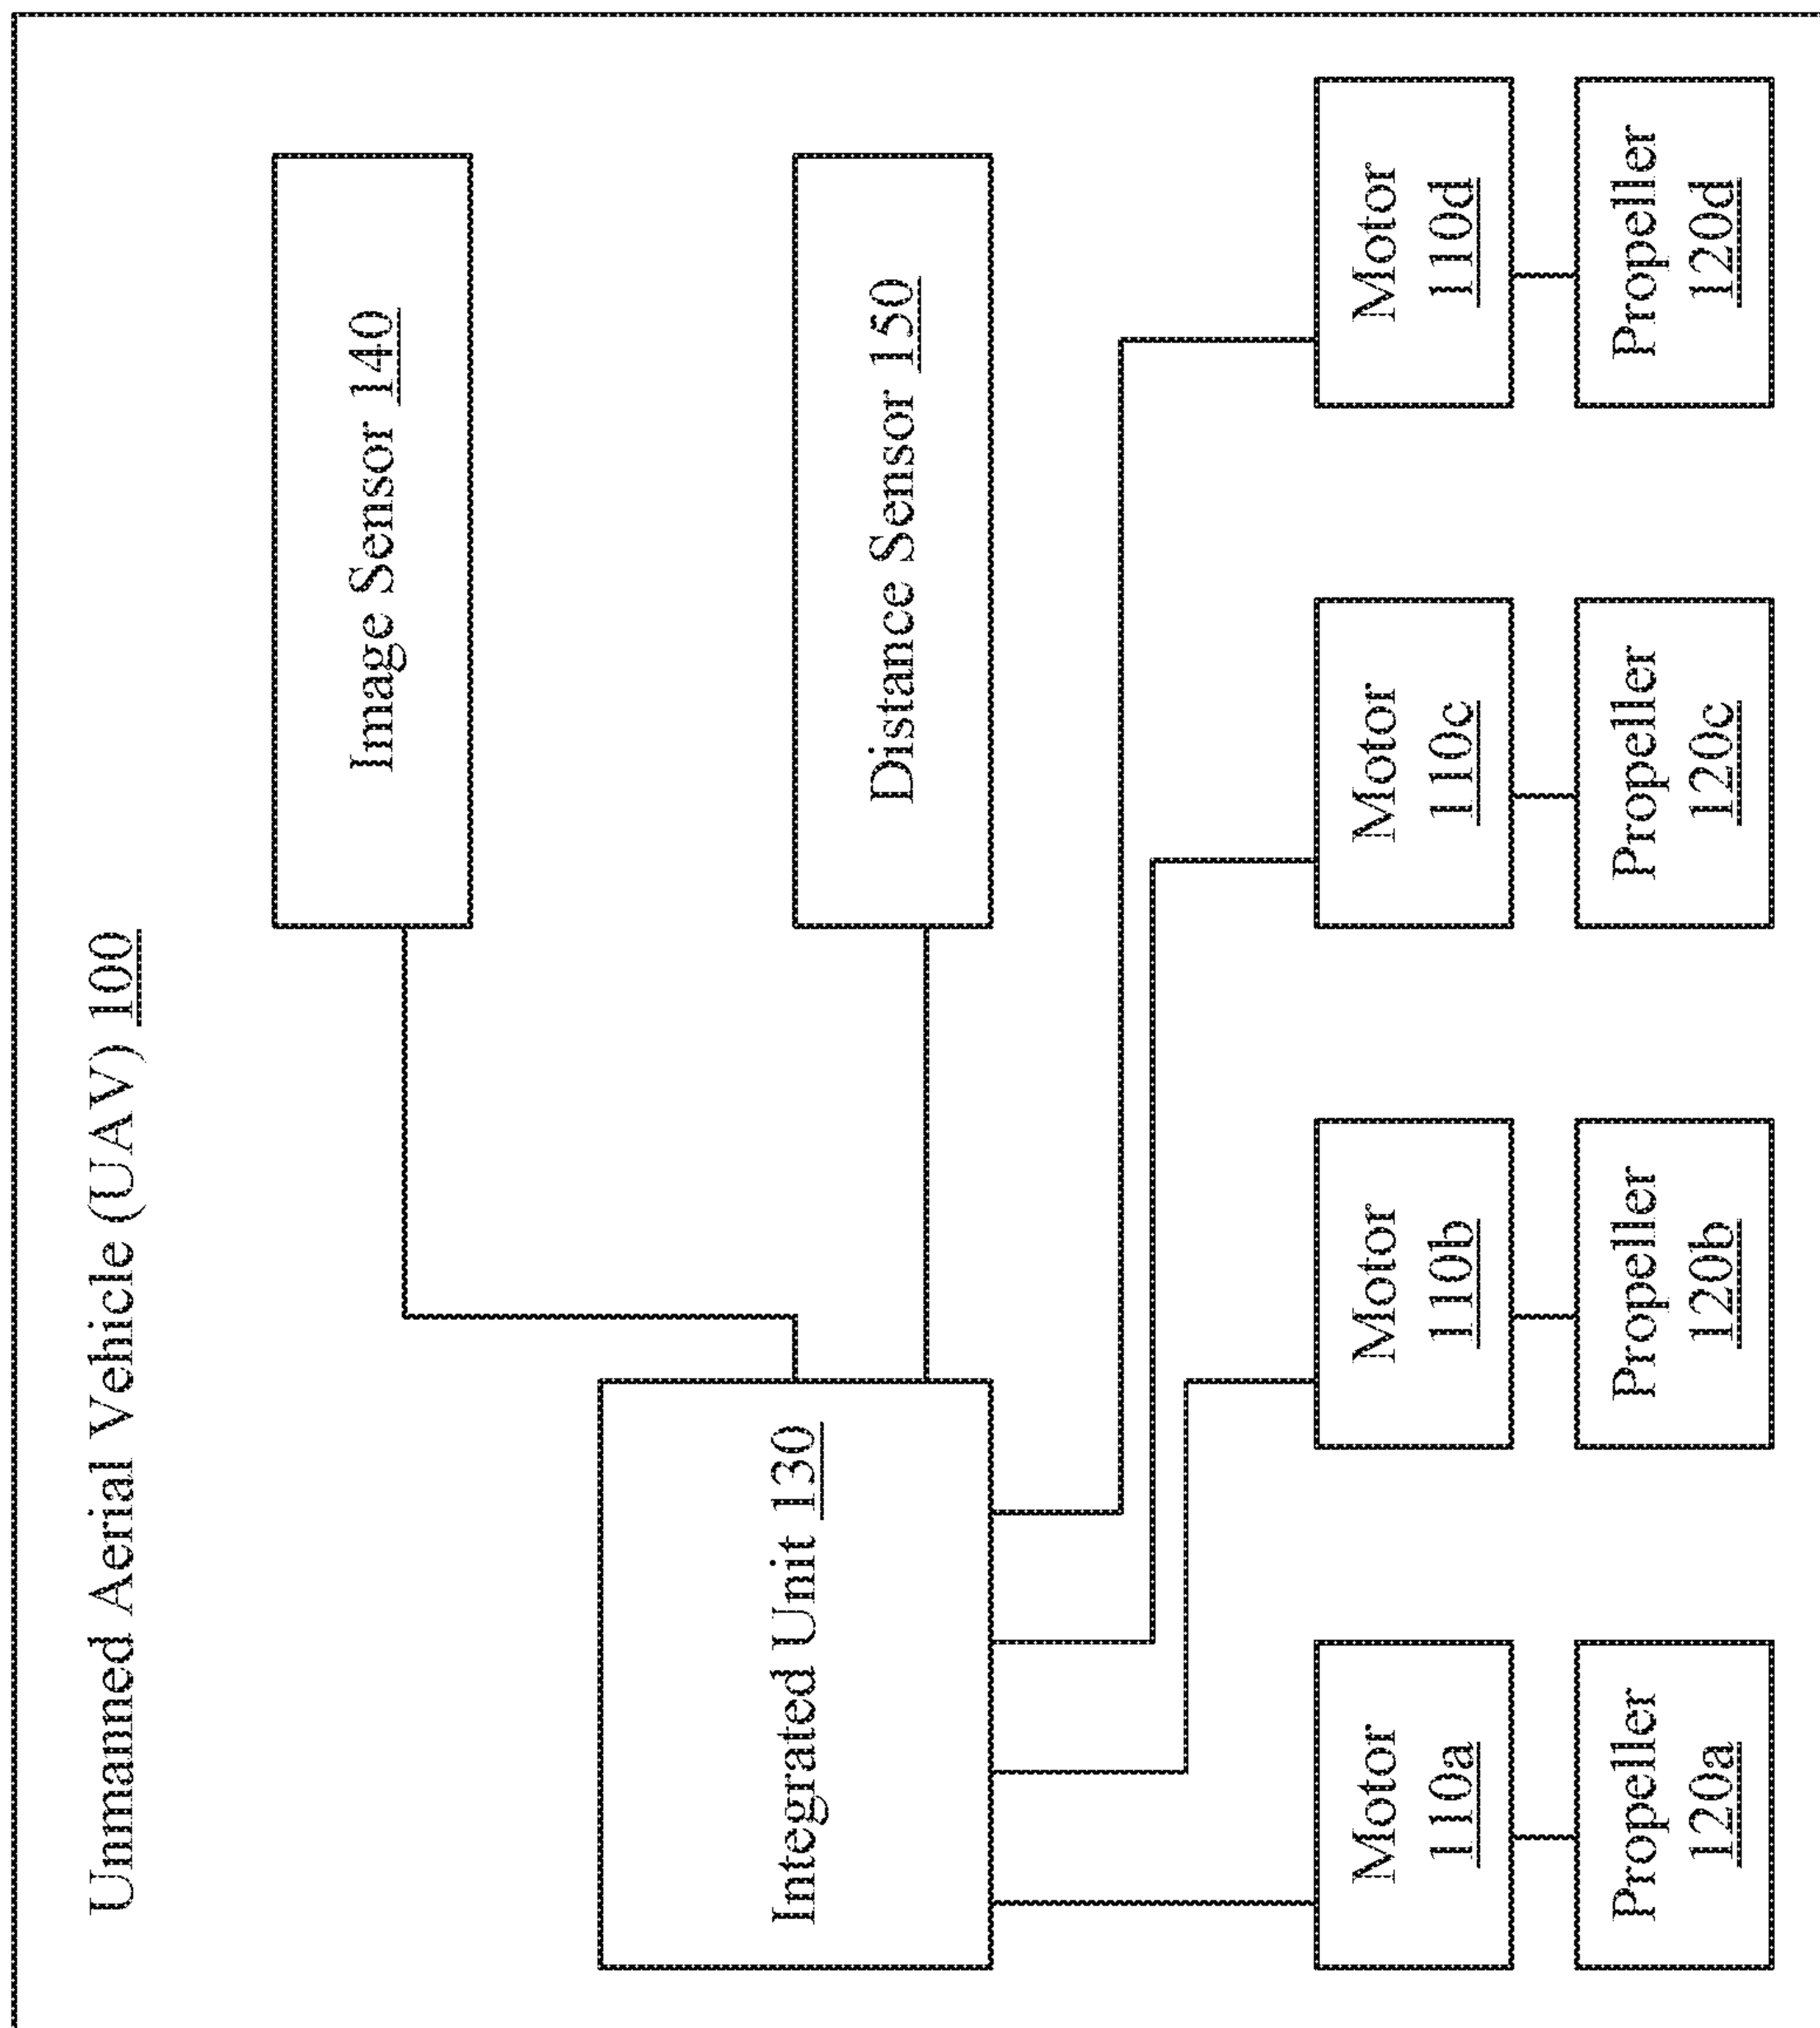 Unmanned Aerial Vehicle (UAV) 100
Image Sensor 140
Integrated Unit 130
Distance Sensor 150
Motor
110a
Motor
110b
Motor
110c
Motor
110d
Propeller
120a
Propeller
120b
Propeller
120c
Propeller
120d